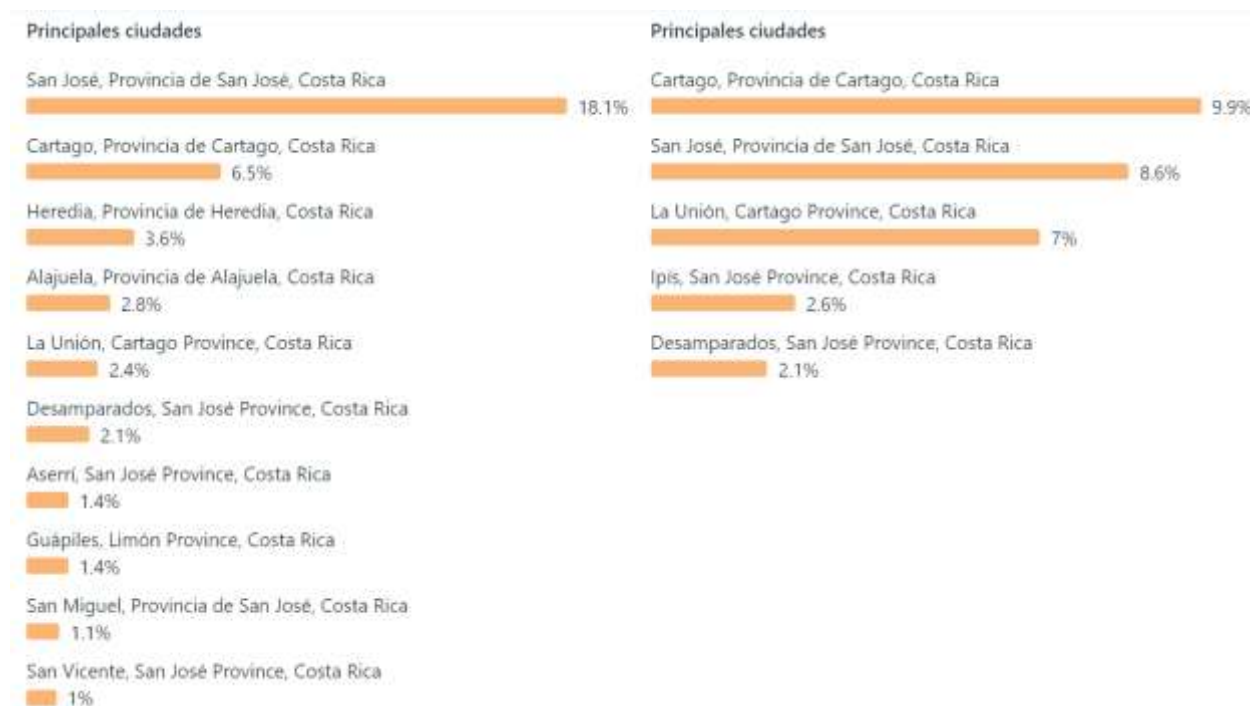 Principales ciudades
San José, Provincia de San José, Costa Rica
18.1%
Cartago, Provincia de Cartago, Costa Rica
6.5%
Heredia, Provincia de Heredia, Costa Rica
3.6%
Alajuela, Provincia de Alajuela, Costa Rica
2.8%
La Unión, Cartago Province, Costa Rica
2.4%
Desamparados, San José Province, Costa Rica
2.1%
Aserrí, San José Province, Costa Rica
1.4%
Guápiles, Limón Province, Costa Rica
1.4%
San Miguel, Provincia de San José, Costa Rica
1.1%
San Vicente, San José Province, Costa Rica
1%
Principales ciudades
Cartago, Provincia de Cartago, Costa Rica
9.9%
San José, Provincia de San José, Costa Rica
8.6%
La Unión, Cartago Province, Costa Rica
7%
Ipís, San José Province, Costa Rica
2.6%
Desamparados, San José Province, Costa Rica
2.1%